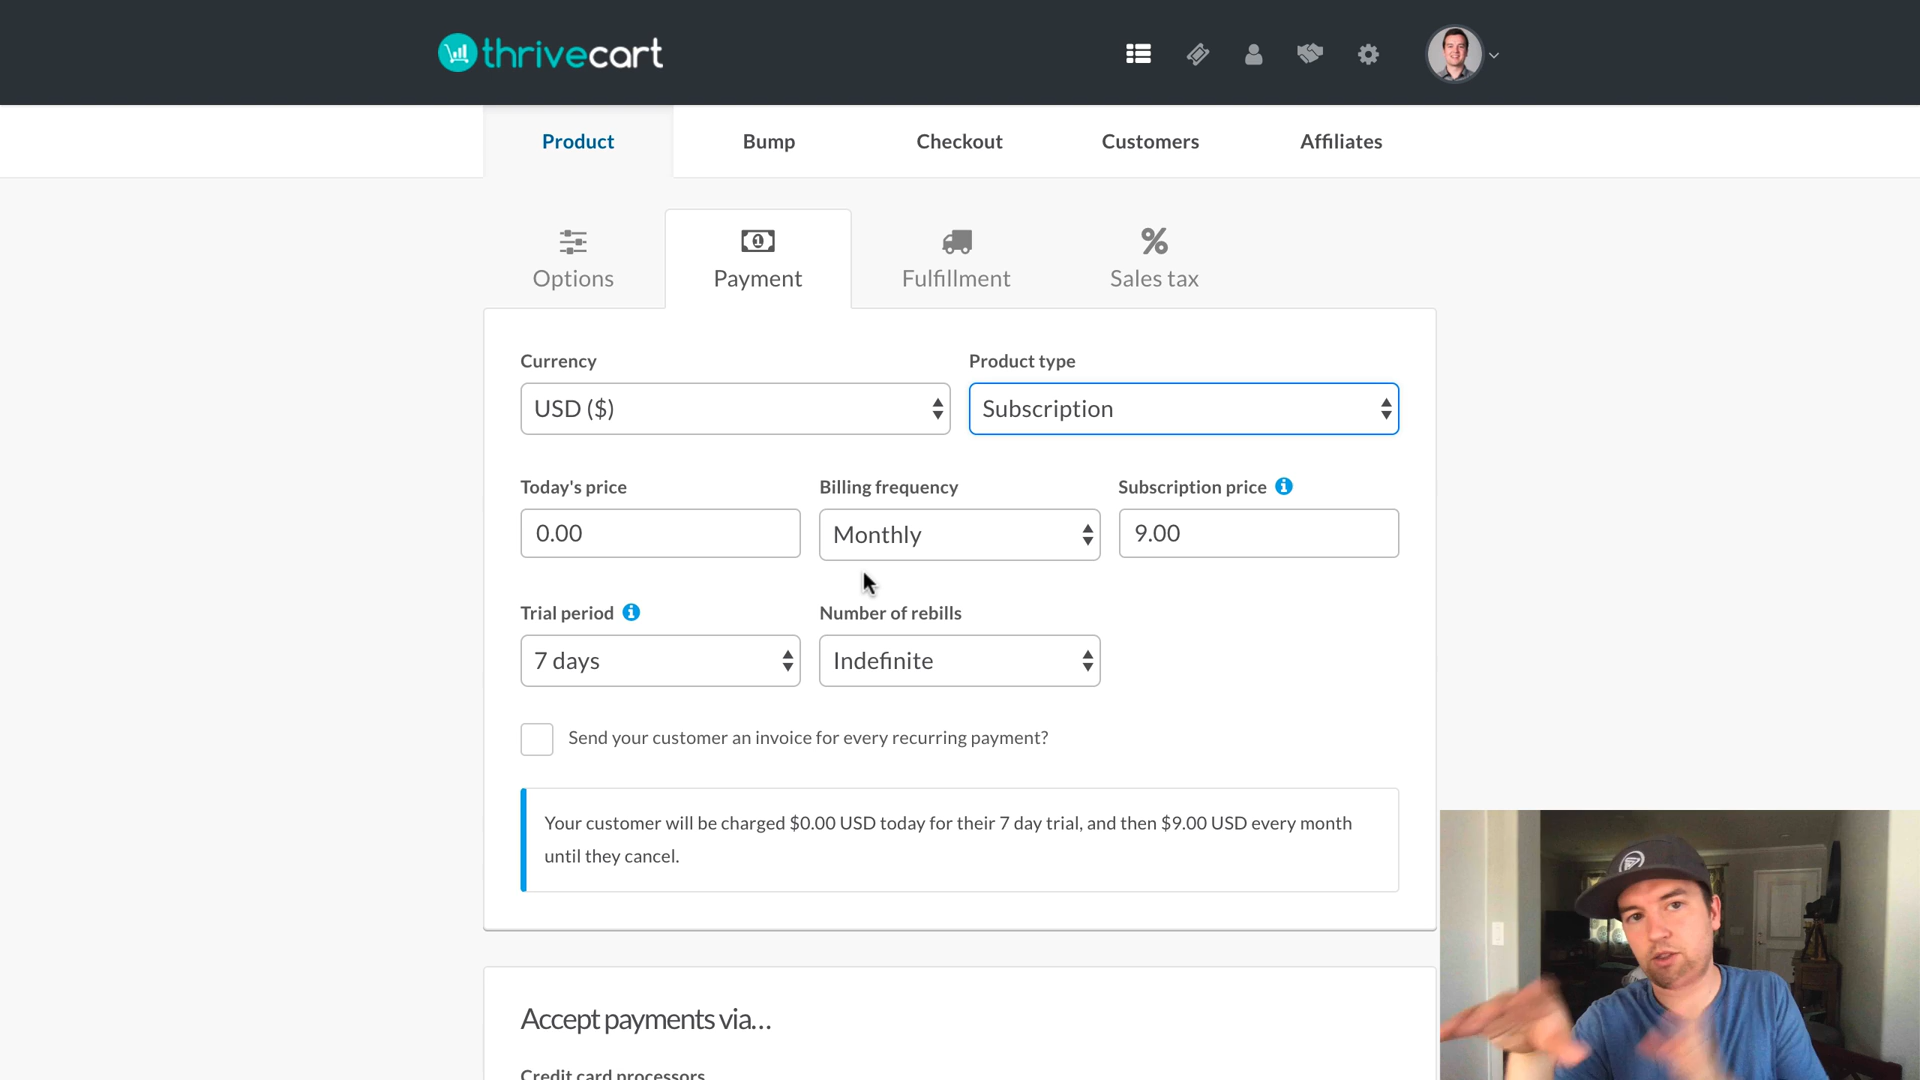 thrivecart
Product Bump Checkout Customers Affiliates
Options Payment Fulfillment Sales tax
Currency Product type
USD ($) Subscription
Today's price Billing frequency Subscription price
0.00 Monthly 9.00
Trial period Number of rebills
7 days Indefinite
Send your customer an invoice for every recurring payment?
Your customer will be charged $0.00 USD today for their 7 day trial, and then $9.00 USD every month
until they cancel.
Accept payments via...
Credit card processors